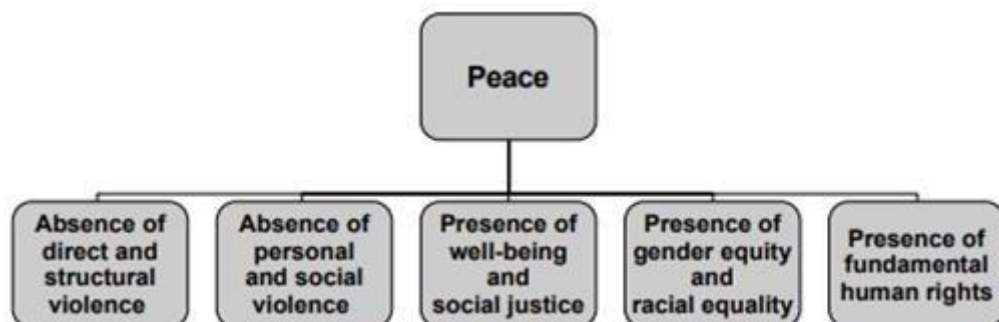 Peace
Absence of
direct and
structural
violence
Absence of
personal
and social
violence
Presence of
well-being
and
social justice
Presence of
gender equity
and
racial equality
Presence of
fundamental
human rights